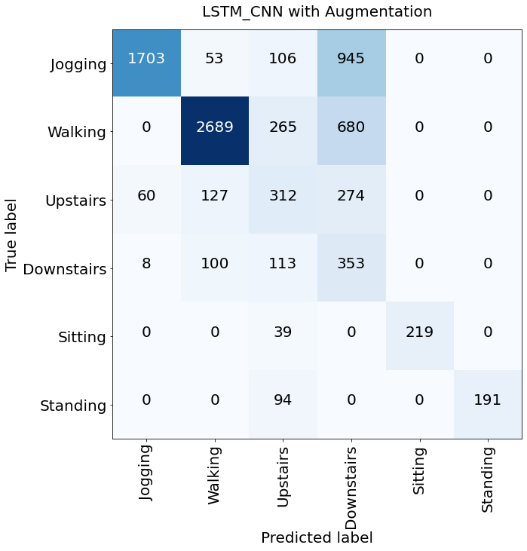 LSTM_CNN with Augmentation
True label
Jogging 1703 53 106 945 0 0
Walking 0 2689 265 680 0 0
Upstairs 60 127 312 274 0 0
Downstairs 8 100 113 353 0 0
Sitting 0 0 39 0 219 0
Standing 0 0 94 0 0 191
Jogging Walking Upstairs Downstairs Sitting Standing
Predicted label